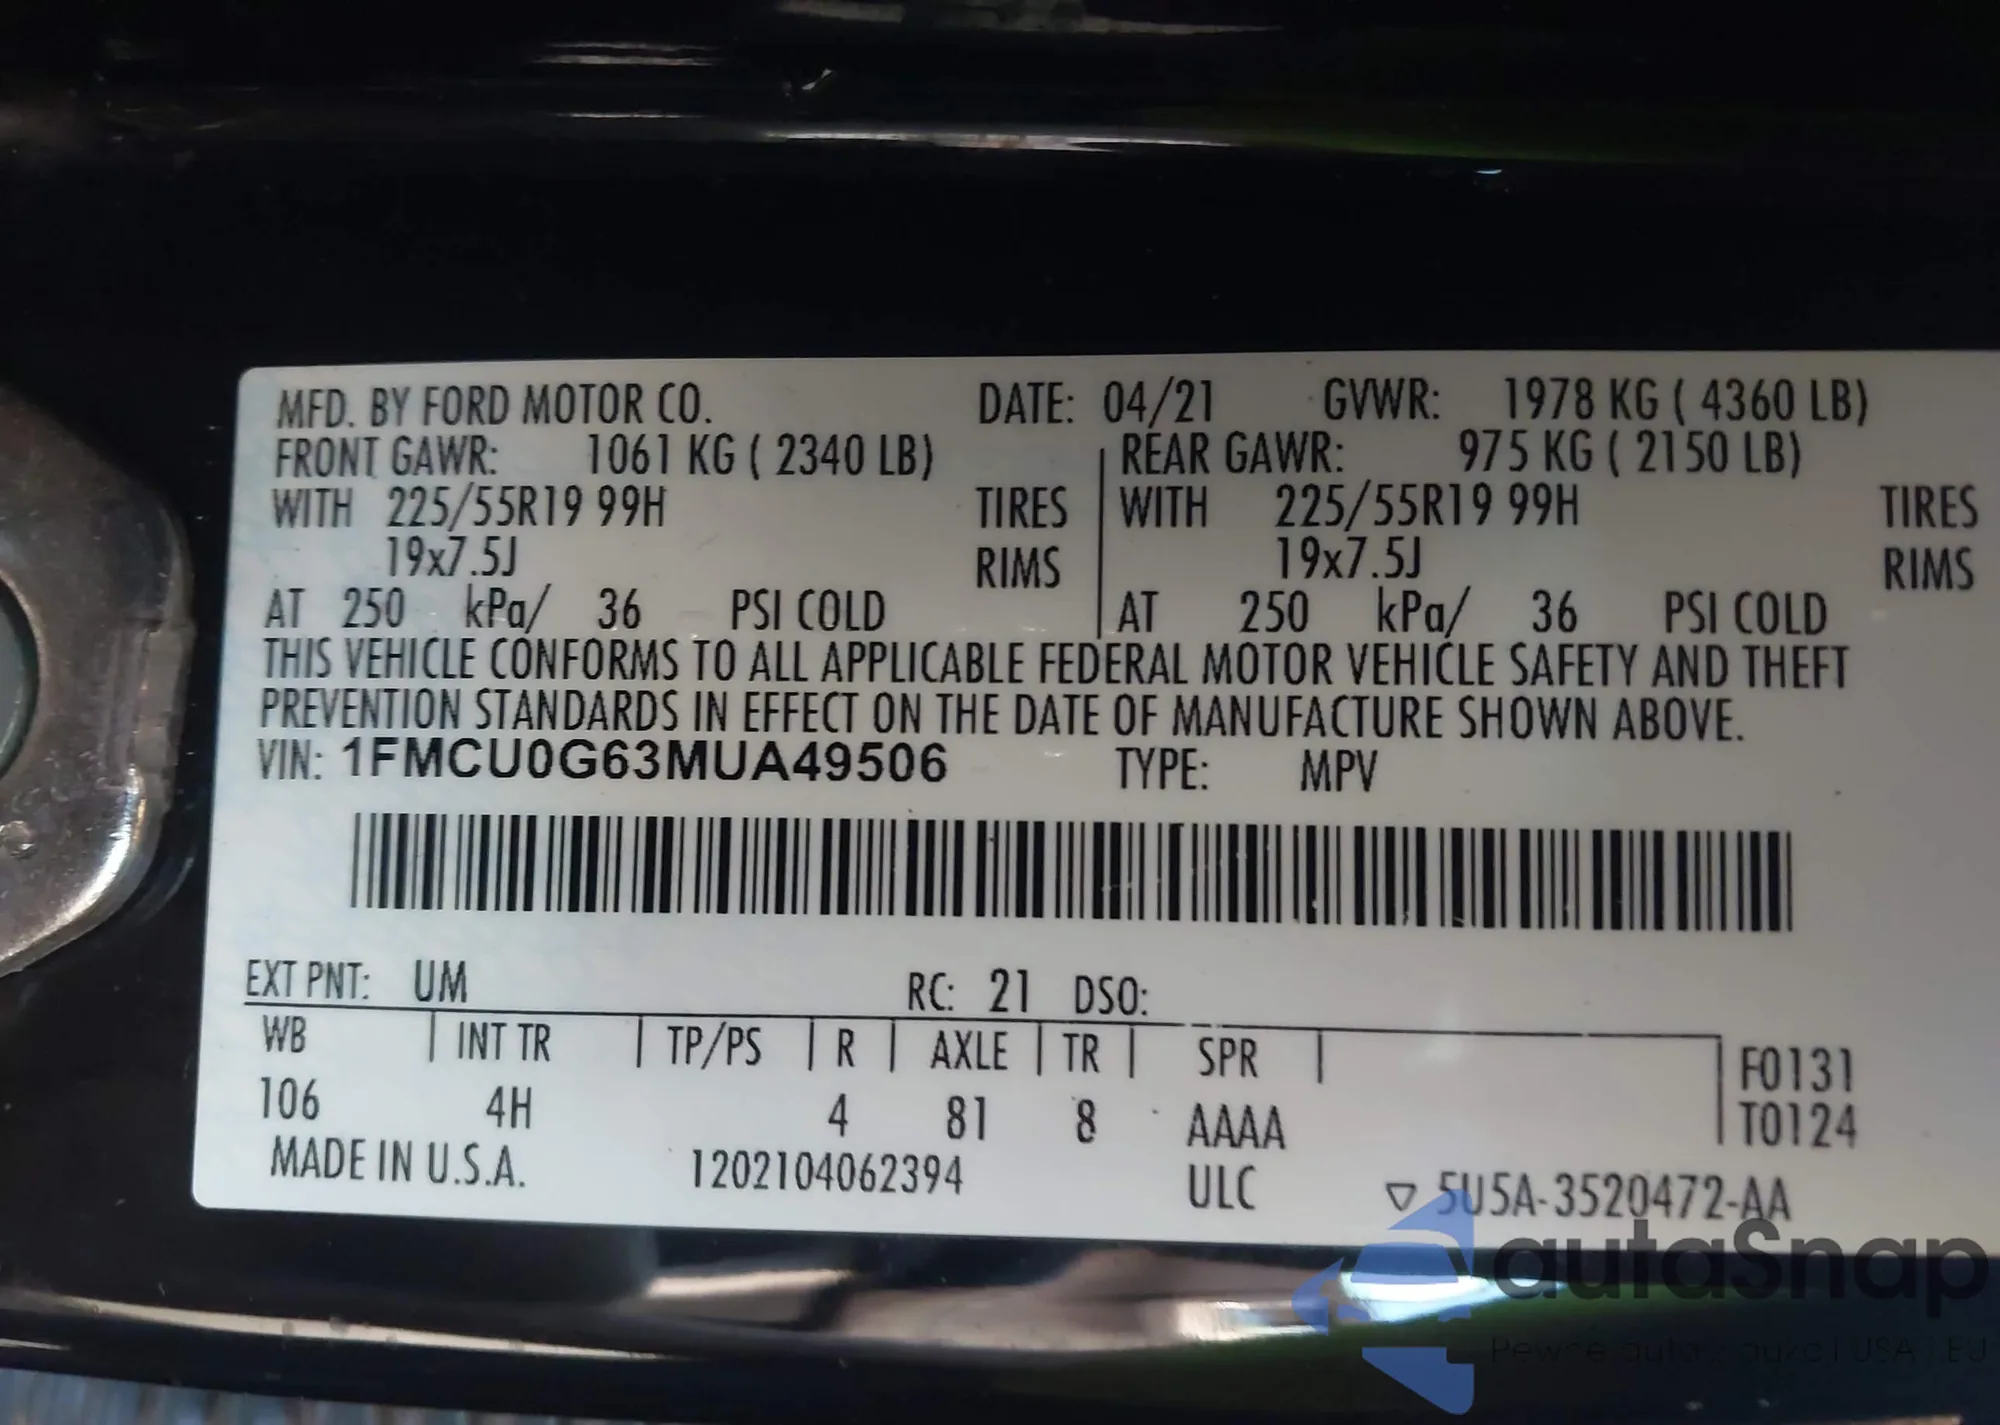 MFD. BY FORD MOTOR CO. DATE: 04/21 GVWR: 1978 KG ( 4360 LB)
FRONT GAWR: 1061 KG ( 2340 LB) REAR GAWR: 975 KG ( 2150 LB)
WITH 225/55R19 99H TIRES WITH 225/55R19 99H TIRES
19x7.5J RIMS 19x7.5J RIMS
AT 250 kPa/ 36 PSI COLD AT 250 kPa/ 36 PSI COLD
THIS VEHICLE CONFORMS TO ALL APPLICABLE FEDERAL MOTOR VEHICLE SAFETY AND THEFT
PREVENTION STANDARDS IN EFFECT ON THE DATE OF MANUFACTURE SHOWN ABOVE.
VIN: 1FMCU0G63MUA49506 TYPE: MPV
EXT PNT: UM RC: 21 DSO:
WB INT TR TP/PS R AXLE TR SPR F0131
106 4H 4 81 8 AAAA T0124
MADE IN U.S.A. 1202104062394 ULC 5U5A-3520472-AA
autaSnap
auta USA EU